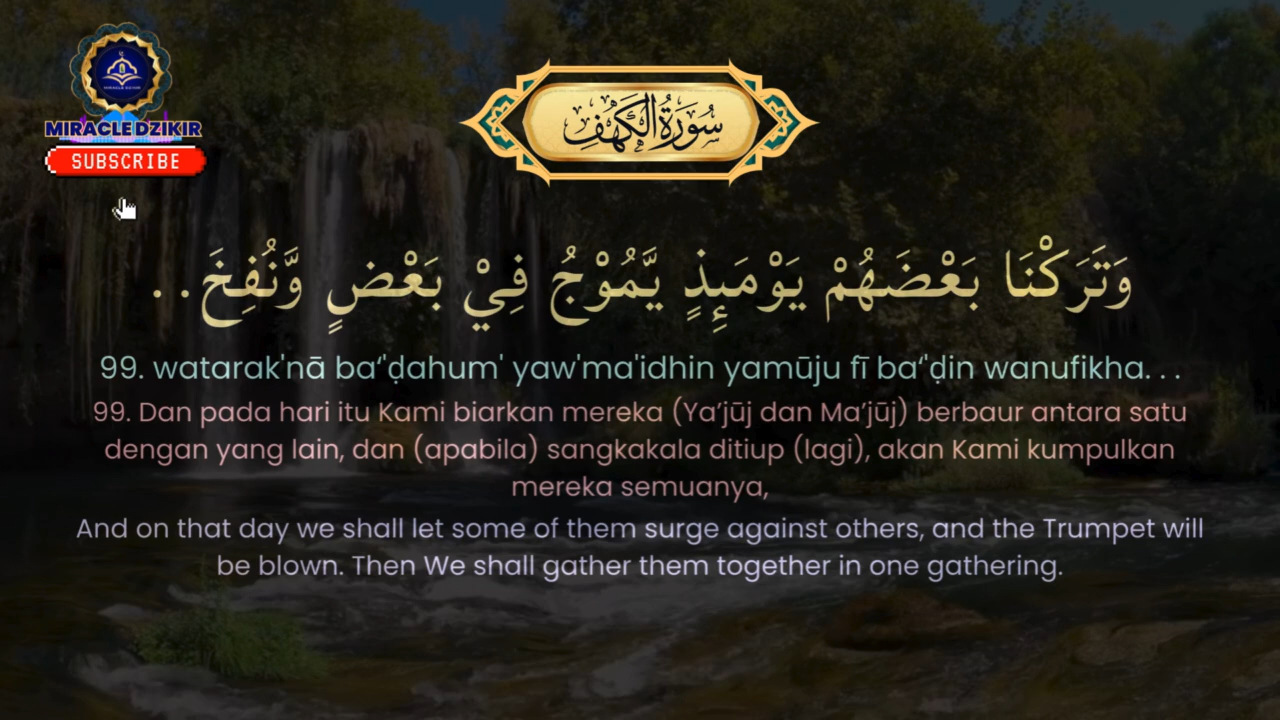 MIRACLE DZIKIR
MIRACLE DZIKIR
SUBSCRIBE
سُورَةُ الْكَهْفِ
وَتَرَكْنَا بَعْضَهُمْ يَوْمَىِٕذٍ يَّمُوْجُ فِيْ بَعْضٍ وَّنُفِخَ . .
99. watarak'nā ba‘'ḍahum' yaw'ma'idhin yamūju fī ba‘'ḍin wanufikha. . .
99. Dan pada hari itu Kami biarkan mereka (Ya’jūj dan Ma’jūj) berbaur antara satu
dengan yang lain, dan (apabila) sangkakala ditiup (lagi), akan Kami kumpulkan
mereka semuanya,
And on that day we shall let some of them surge against others, and the Trumpet will
be blown. Then We shall gather them together in one gathering.